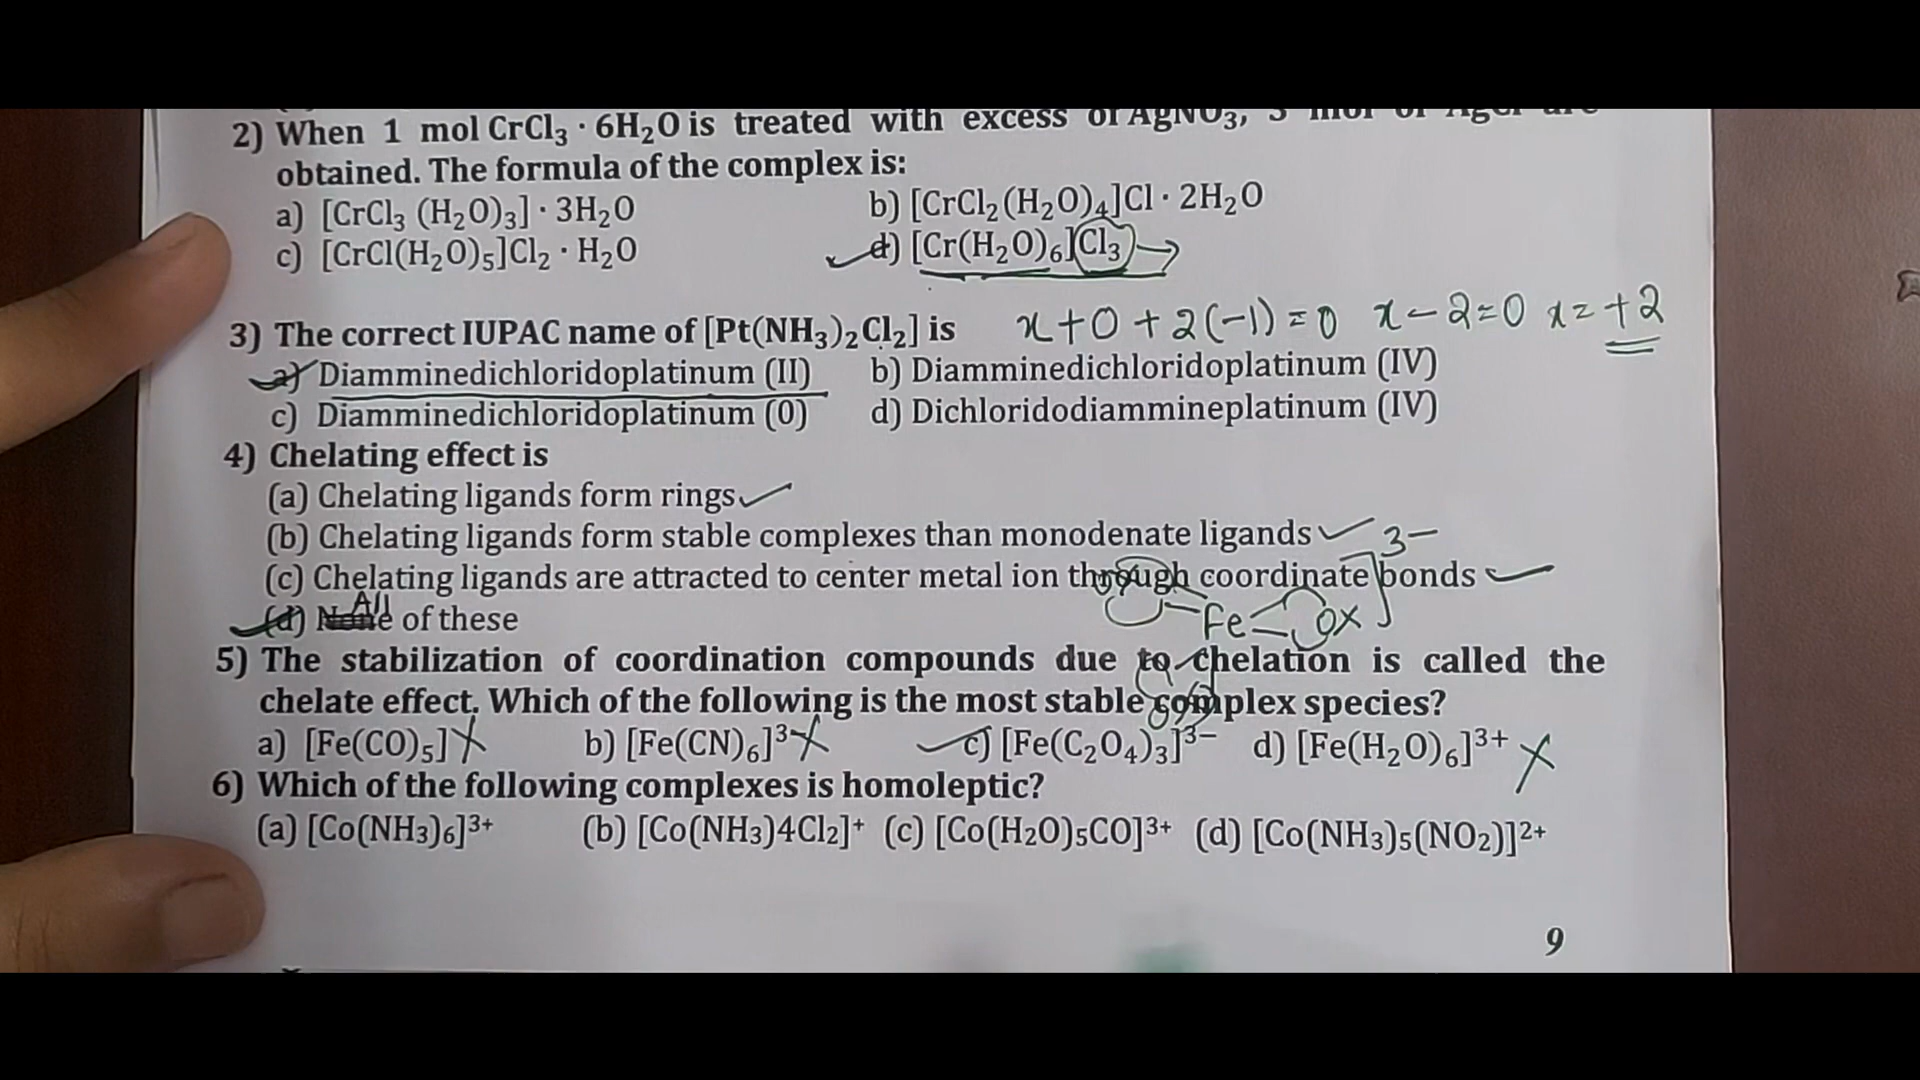 2) When 1 mol CrCl₃ · 6H₂O is treated with excess of AgNO₃, 3 mol of AgCl are
obtained. The formula of the complex is:
a) [CrCl₃ (H₂O)₃] · 3H₂O b) [CrCl₂(H₂O)₄]Cl · 2H₂O
c) [CrCl(H₂O)₅]Cl₂ · H₂O d) [Cr(H₂O)₆]Cl₃
3) The correct IUPAC name of [Pt(NH₃)₂Cl₂] is x+0+2(-1)=0 x-2=0 x=+2
a) Diamminedichloridoplatinum (II) b) Diamminedichloridoplatinum (IV)
c) Diamminedichloridoplatinum (0) d) Dichloridodiammineplatinum (IV)
4) Chelating effect is
(a) Chelating ligands form rings
(b) Chelating ligands form stable complexes than monodenate ligands 3-
(c) Chelating ligands are attracted to center metal ion through coordinate bonds
All
(d) None of these Fe ox
5) The stabilization of coordination compounds due to chelation is called the
chelate effect. Which of the following is the most stable complex species?
a) [Fe(CO)₅] b) [Fe(CN)₆]³⁻ c) [Fe(C₂O₄)₃]³⁻ d) [Fe(H₂O)₆]³⁺
6) Which of the following complexes is homoleptic?
(a) [Co(NH₃)₆]³⁺ (b) [Co(NH₃)4Cl₂]⁺ (c) [Co(H₂O)₅CO]³⁺ (d) [Co(NH₃)₅(NO₂)]²⁺
9